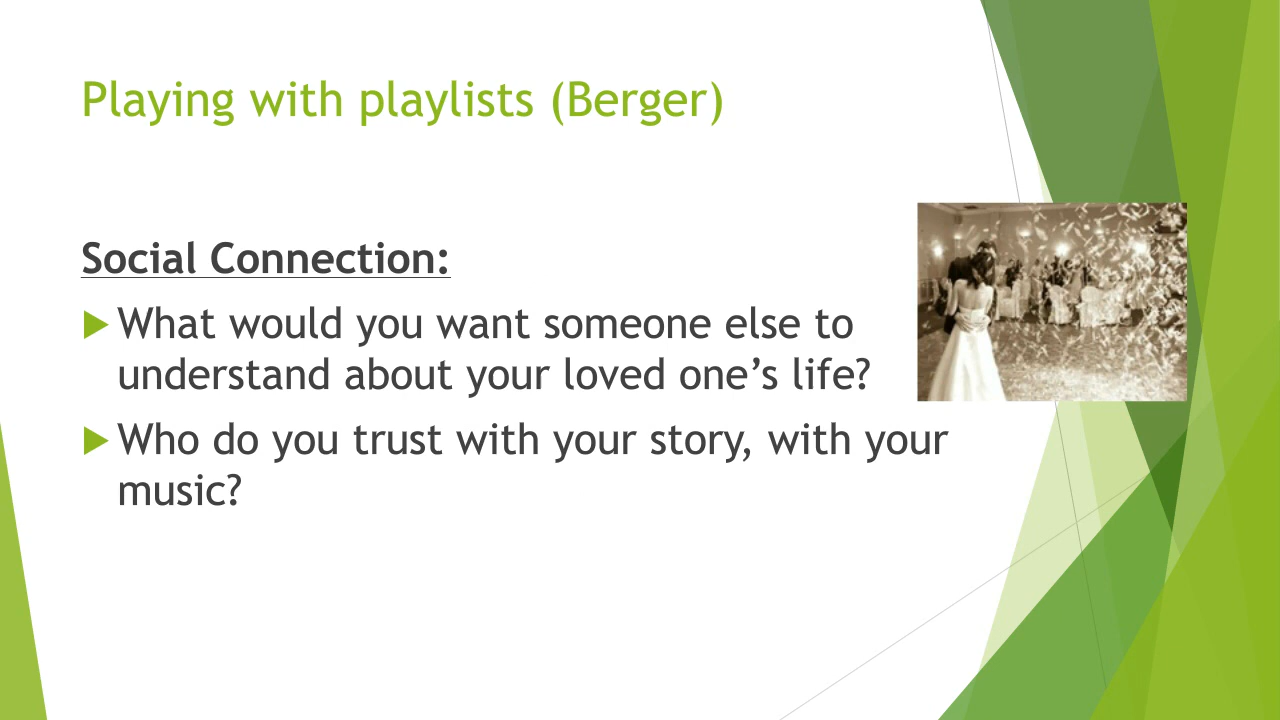 Playing with playlists (Berger)
Social Connection:
What would you want someone else to
understand about your loved one’s life?
Who do you trust with your story, with your
music?